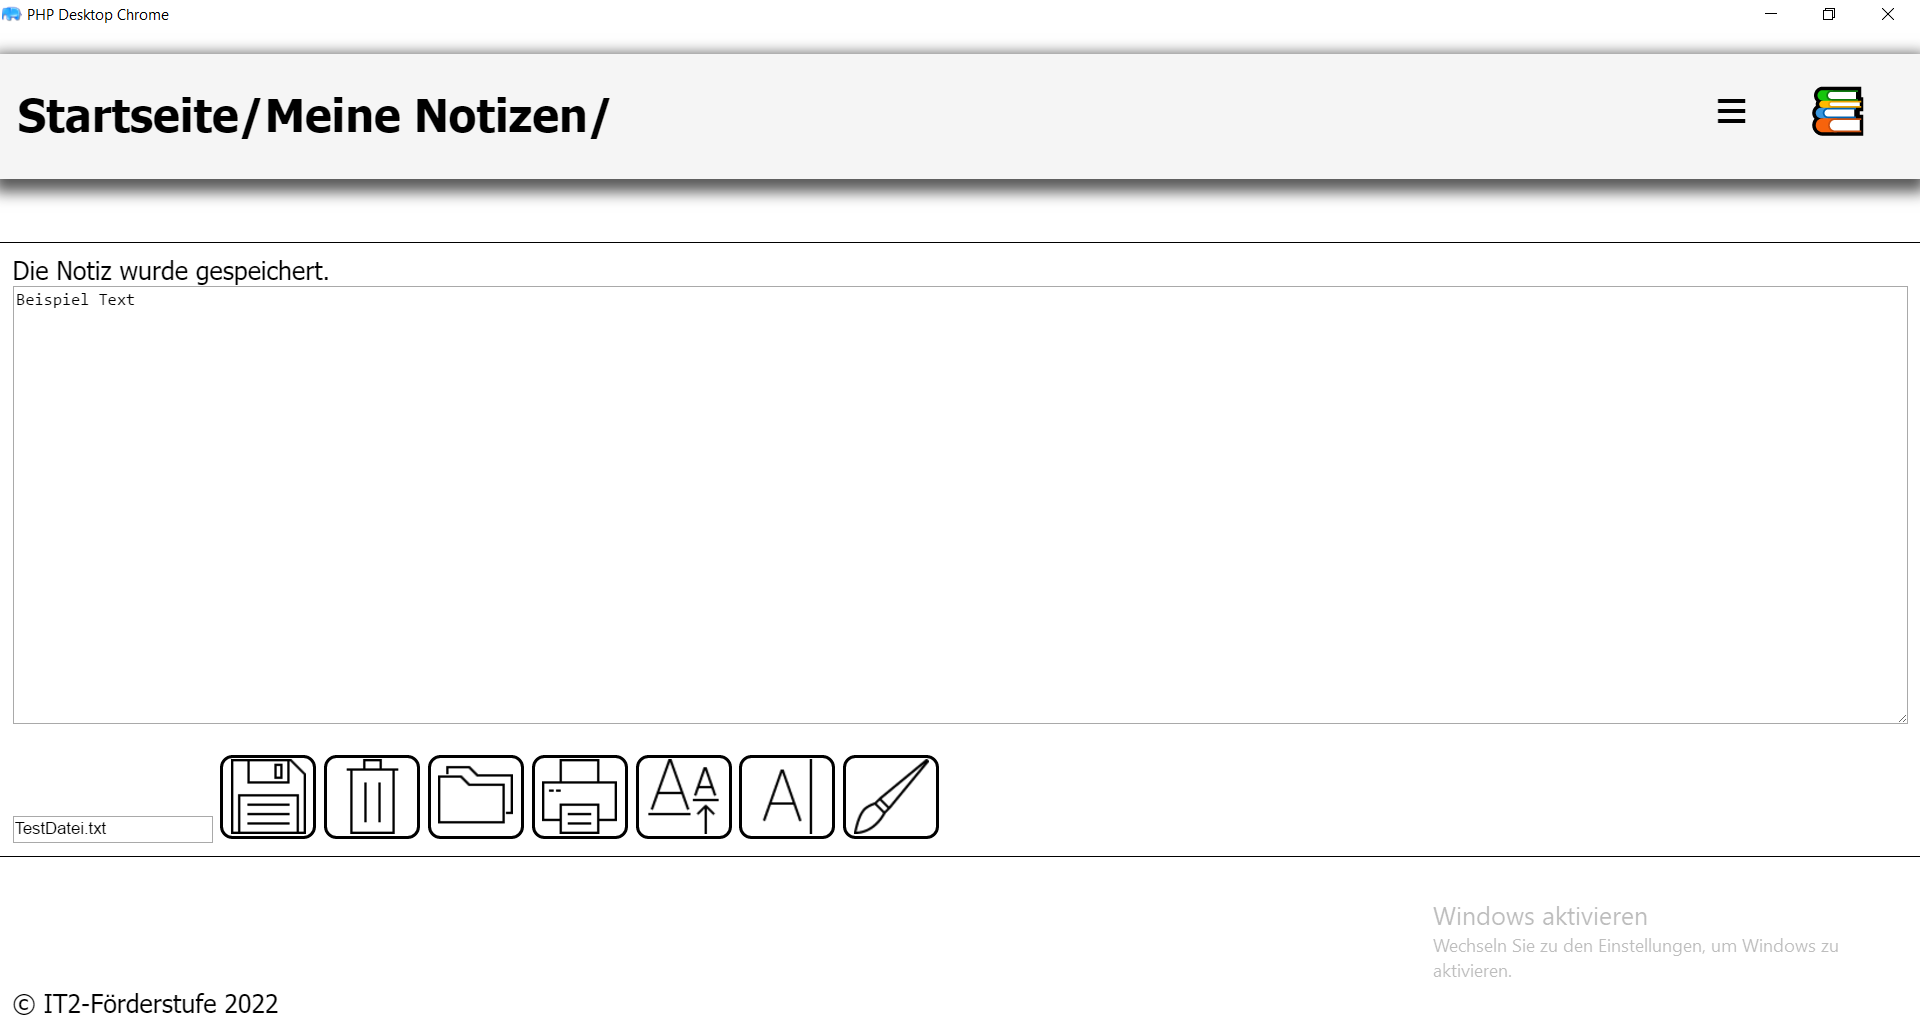 PHP Desktop Chrome
Startseite/Meine Notizen/
Die Notiz wurde gespeichert.
Beispiel Text
TestDatei.txt
Windows aktivieren
Wechseln Sie zu den Einstellungen, um Windows zu
aktivieren.
© IT2-Förderstufe 2022